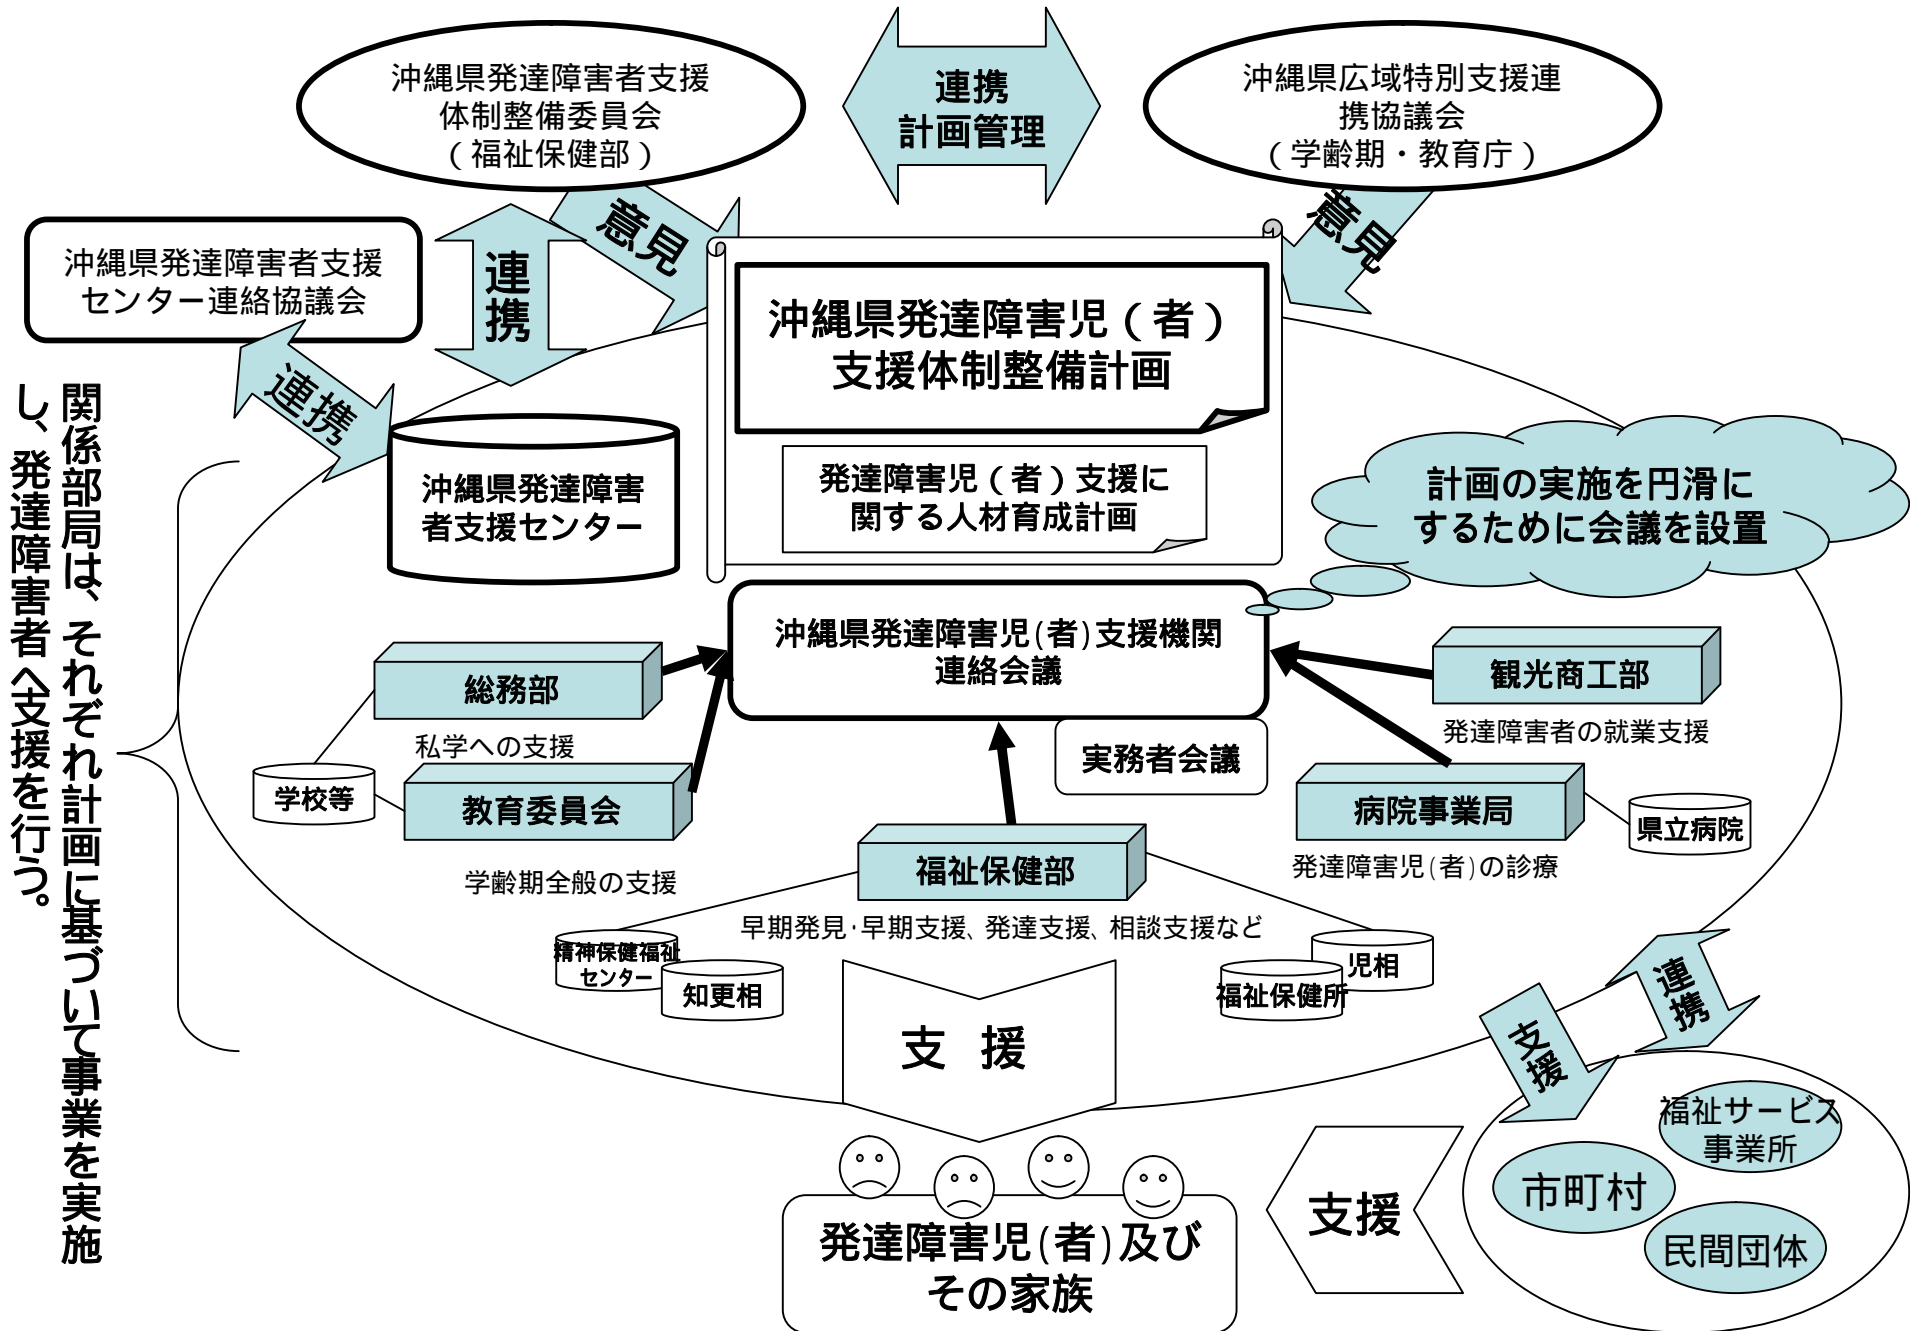 沖縄県発達障害者支援
体制整備委員会
（福祉保健部）
連携
計画管理
沖縄県広域特別支援連
携協議会
（学齢期・教育庁）
意見
意見
沖縄県発達障害者支援
センター連絡協議会
連携
連携
沖縄県発達障害児（者）
支援体制整備計画
発達障害児（者）支援に
関する人材育成計画
沖縄県発達障害
者支援センター
計画の実施を円滑に
するために会議を設置
関係部局は、それぞれ計画に基づいて事業を実施
し、発達障害者へ支援を行う。
沖縄県発達障害児(者)支援機関
連絡会議
実務者会議
総務部
私学への支援
学校等
教育委員会
学齢期全般の支援
観光商工部
発達障害者の就業支援
病院事業局
県立病院
発達障害児(者)の診療
福祉保健部
早期発見・早期支援、発達支援、相談支援など
精神保健福祉
センター
知更相
児相
福祉保健所
支 援
連携
支援
福祉サービス
事業所
市町村
民間団体
支援
発達障害児(者)及び
その家族